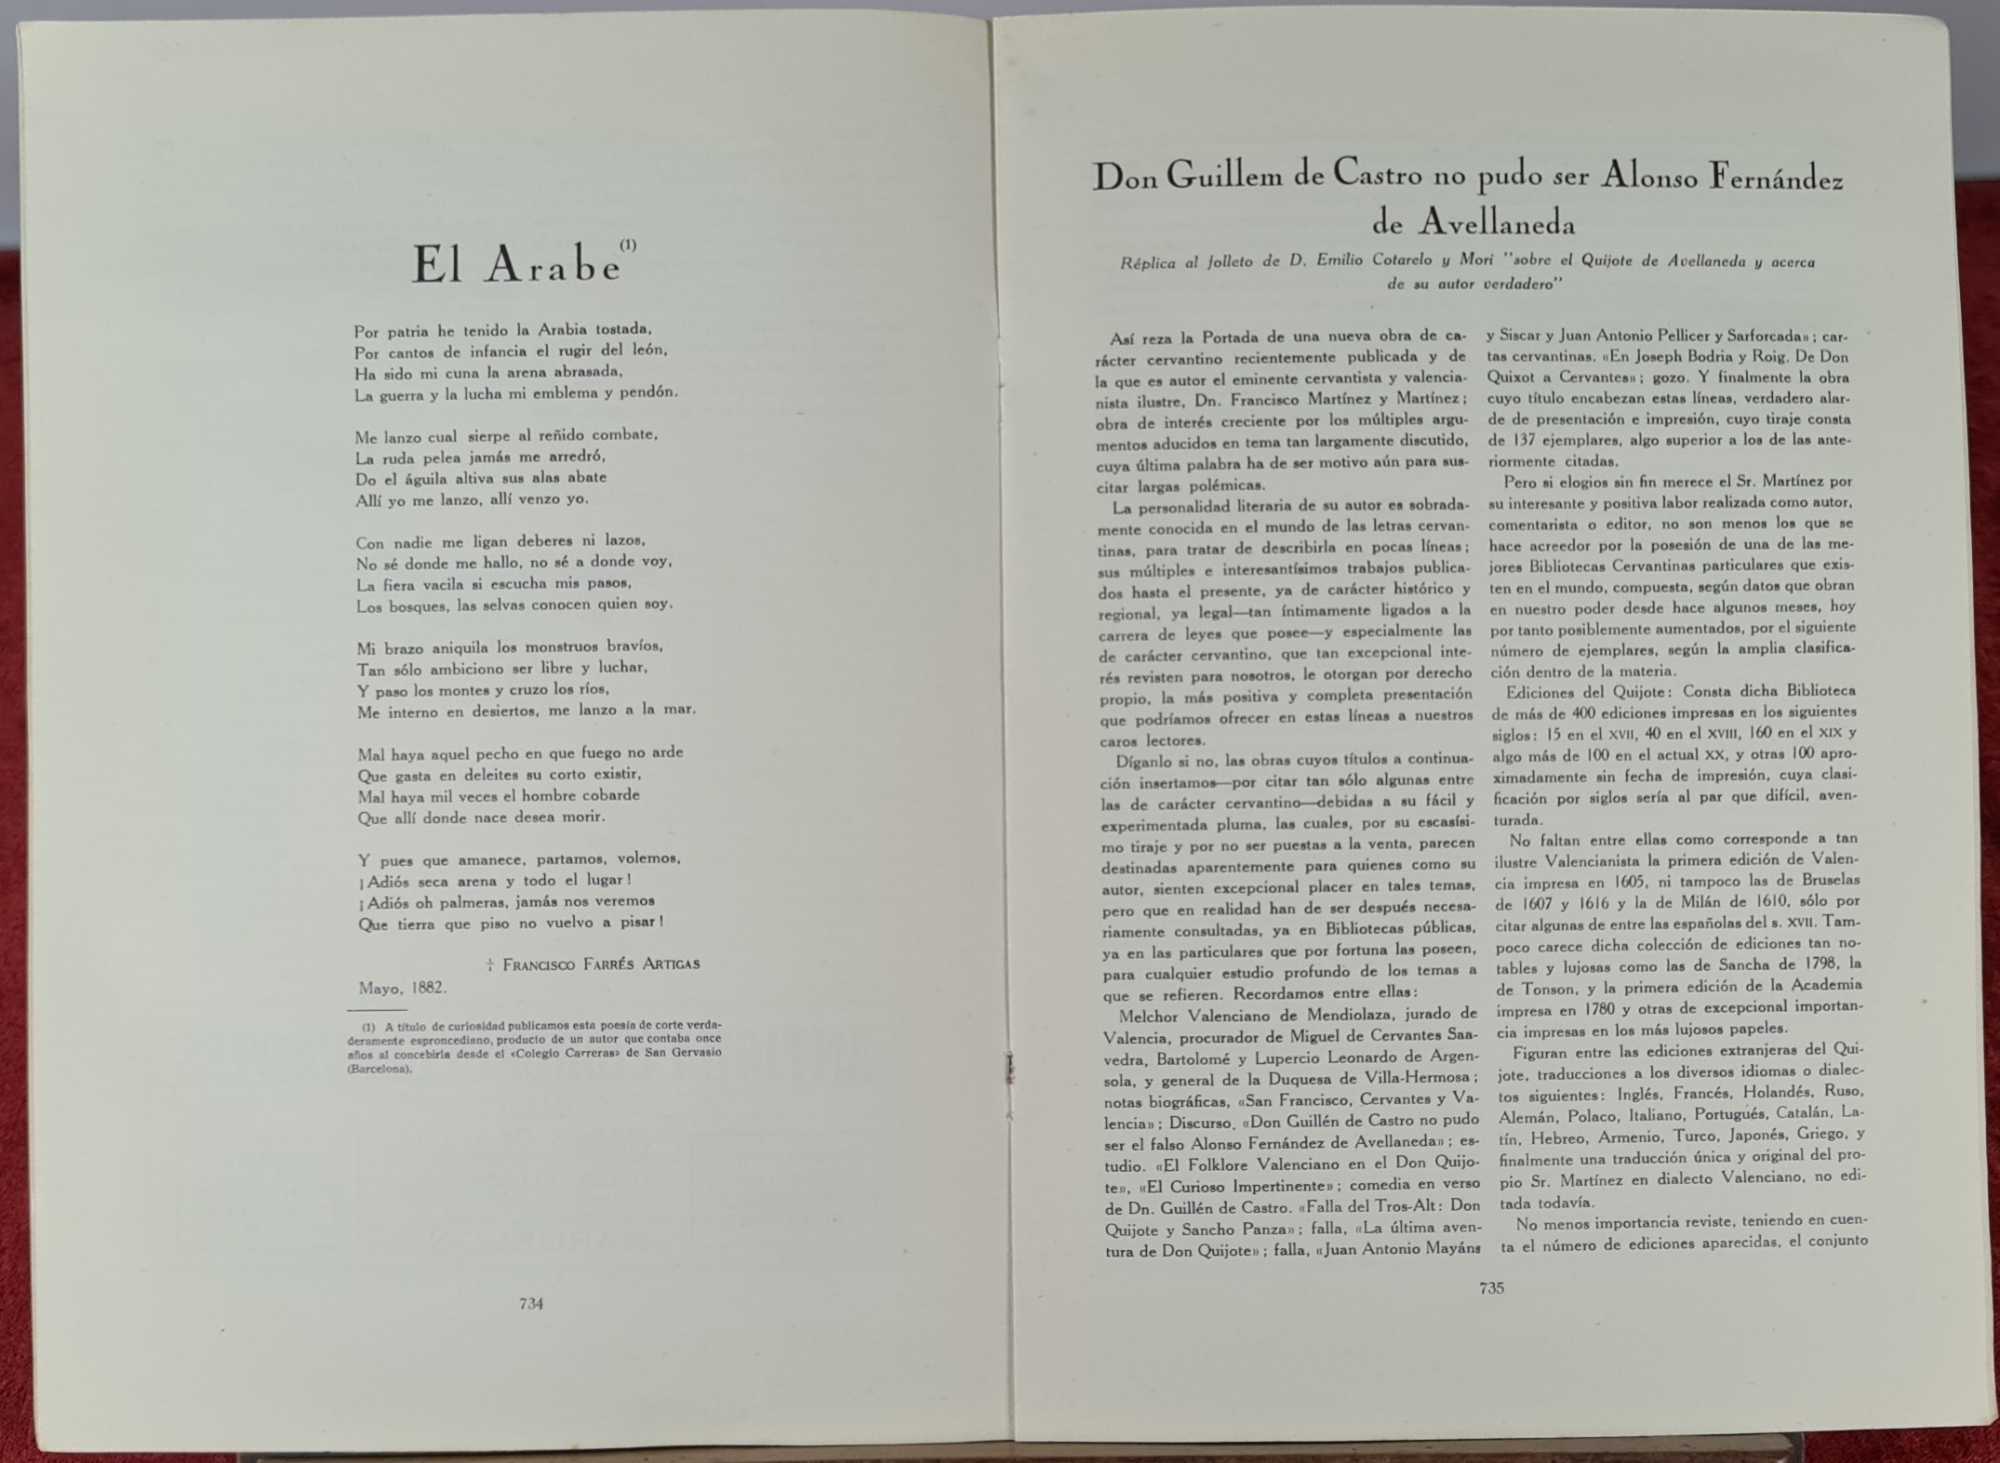 El Arabe (1)
Por patria he tenido la Arabia tostada,
Por cantos de infancia el rugir del león,
Ha sido mi cuna la arena abrasada,
La guerra y la lucha mi emblema y pendón.
Me lanzo cual sierpe al reñido combate,
La ruda pelea jamás me arredró,
Do el águila altiva sus alas abate
Allí yo me lanzo, allí venzo yo.
Con nadie me ligan deberes ni lazos,
No sé donde me hallo, no sé a donde voy,
La fiera vacila si escucha mis pasos,
Los bosques, las selvas conocen quien soy.
Mi brazo aniquila los monstruos bravíos,
Tan sólo ambiciono ser libre y luchar,
Y paso los montes y cruzo los ríos,
Me interno en desiertos, me lanzo a la mar.
Mal haya aquel pecho en que fuego no arde
Que gasta en deleites su corto existir,
Mal haya mil veces el hombre cobarde
Que allí donde nace desea morir.
Y pues que amanece, partamos, volemos,
¡Adiós seca arena y todo el lugar!
¡Adiós oh palmeras, jamás nos veremos
Que tierra que piso no vuelvo a pisar!
† Francisco Farrés Artigas
Mayo, 1882.
(1) A título de curiosidad publicamos esta poesía de corte verda-
deramente esproncediano, producto de un autor que contaba once
años al concebirla desde el «Colegio Carreras» de San Gervasio
(Barcelona).
734
Don Guillem de Castro no pudo ser Alonso Fernández
de Avellaneda
Réplica al folleto de D. Emilio Cotarelo y Mori "sobre el Quijote de Avellaneda y acerca
de su autor verdadero"
Así reza la Portada de una nueva obra de ca-
rácter cervantino recientemente publicada y de
la que es autor el eminente cervantista y valencia-
nista ilustre, Dn. Francisco Martínez y Martínez;
obra de interés creciente por los múltiples argu-
mentos aducidos en tema tan largamente discutido,
cuya última palabra ha de ser motivo aún para sus-
citar largas polémicas.
La personalidad literaria de su autor es sobrada-
mente conocida en el mundo de las letras cervan-
tinas, para tratar de describirla en pocas líneas;
sus múltiples e interesantísimos trabajos publica-
dos hasta el presente, ya de carácter histórico y
regional, ya legal—tan íntimamente ligados a la
carrera de leyes que posee—y especialmente las
de carácter cervantino, que tan excepcional inte-
rés revisten para nosotros, le otorgan por derecho
propio, la más positiva y completa presentación
que podríamos ofrecer en estas líneas a nuestros
caros lectores.
Díganlo si no, las obras cuyos títulos a continua-
ción insertamos—por citar tan sólo algunas entre
las de carácter cervantino—debidas a su fácil y
experimentada pluma, las cuales, por su escasísi-
mo tiraje y por no ser puestas a la venta, parecen
destinadas aparentemente para quienes como su
autor, sienten excepcional placer en tales temas,
pero que en realidad han de ser después necesa-
riamente consultadas, ya en Bibliotecas públicas,
ya en las particulares que por fortuna las poseen,
para cualquier estudio profundo de los temas a
que se refieren. Recordamos entre ellas:
Melchor Valenciano de Mendiolaza, jurado de
Valencia, procurador de Miguel de Cervantes Saa-
vedra, Bartolomé y Lupercio Leonardo de Argen-
sola, y general de la Duquesa de Villa-Hermosa;
notas biográficas, «San Francisco, Cervantes y Va-
lencia»; Discurso, «Don Guillén de Castro no pudo
ser el falso Alonso Fernández de Avellaneda»; es-
tudio. «El Folklore Valenciano en el Don Quijo-
te», «El Curioso Impertinente»; comedia en verso
de Dn. Guillén de Castro. «Falla del Tros-Alt: Don
Quijote y Sancho Panza»; falla, «La última aven-
tura de Don Quijote»; falla, «Juan Antonio Mayáns
y Siscar y Juan Antonio Pellicer y Sarforcada»; car-
tas cervantinas. «En Joseph Bodria y Roig. De Don
Quixot a Cervantes»; gozo. Y finalmente la obra
cuyo título encabezan estas líneas, verdadero alar-
de de presentación e impresión, cuyo tiraje consta
de 137 ejemplares, algo superior a los de las ante-
riormente citadas.
Pero si elogios sin fin merece el Sr. Martínez por
su interesante y positiva labor realizada como autor,
comentarista o editor, no son menos los que se
hace acreedor por la posesión de una de las me-
jores Bibliotecas Cervantinas particulares que exis-
ten en el mundo, compuesta, según datos que obran
en nuestro poder desde hace algunos meses, hoy
por tanto posiblemente aumentados, por el siguiente
número de ejemplares, según la amplia clasifica-
ción dentro de la materia.
Ediciones del Quijote: Consta dicha Biblioteca
de más de 400 ediciones impresas en los siguientes
siglos: 15 en el XVII, 40 en el XVIII, 160 en el XIX y
algo más de 100 en el actual XX, y otras 100 apro-
ximadamente sin fecha de impresión, cuya clasi-
ficación por siglos sería al par que difícil, aven-
turada.
No faltan entre ellas como corresponde a tan
ilustre Valencianista la primera edición de Valen-
cia impresa en 1605, ni tampoco las de Bruselas
de 1607 y 1616 y la de Milán de 1610, sólo por
citar algunas de entre las españolas del s. XVII. Tam-
poco carece dicha colección de ediciones tan no-
tables y lujosas como las de Sancha de 1798, la
de Tonson, y la primera edición de la Academia
impresa en 1780 y otras de excepcional importan-
cia impresas en los más lujosos papeles.
Figuran entre las ediciones extranjeras del Qui-
jote, traducciones a los diversos idiomas o dialec-
tos siguientes: Inglés, Francés, Holandés, Ruso,
Alemán, Polaco, Italiano, Portugués, Catalán, La-
tín, Hebreo, Armenio, Turco, Japonés, Griego, y
finalmente una traducción única y original del pro-
pio Sr. Martínez en dialecto Valenciano, no edi-
tada todavía.
No menos importancia reviste, teniendo en cuen-
ta el número de ediciones aparecidas, el conjunto
735